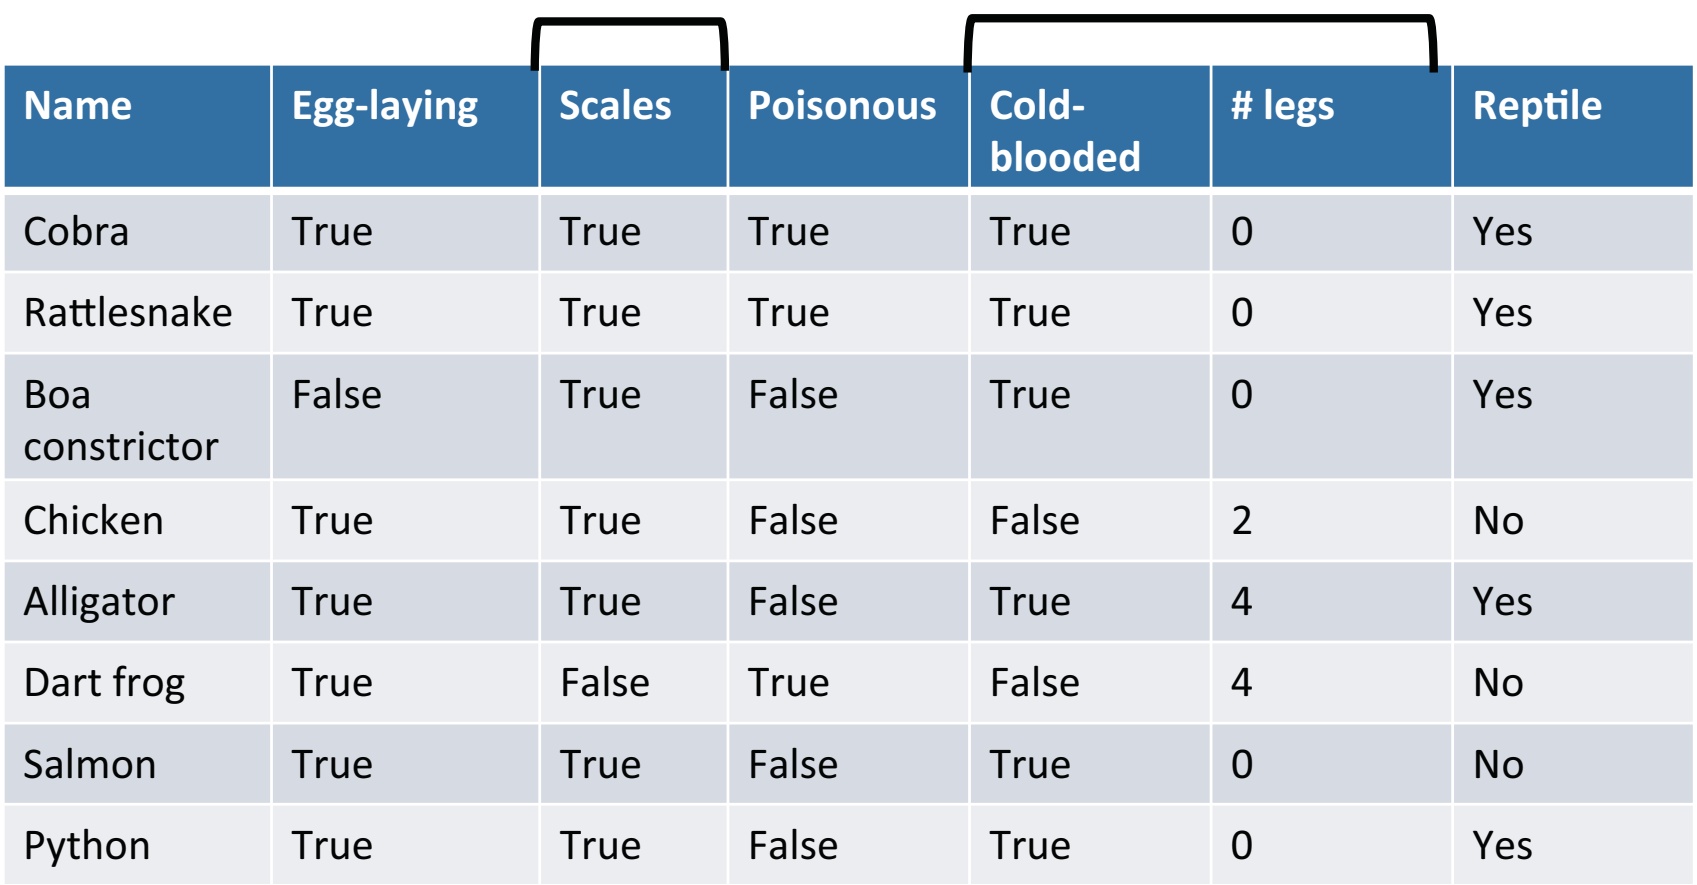 Name Egg-laying Scales Poisonous Cold-blooded # legs Reptile
Cobra True True True True 0 Yes
Rattlesnake True True True True 0 Yes
Boa constrictor False True False True 0 Yes
Chicken True True False False 2 No
Alligator True True False True 4 Yes
Dart frog True False True False 4 No
Salmon True True False True 0 No
Python True True False True 0 Yes